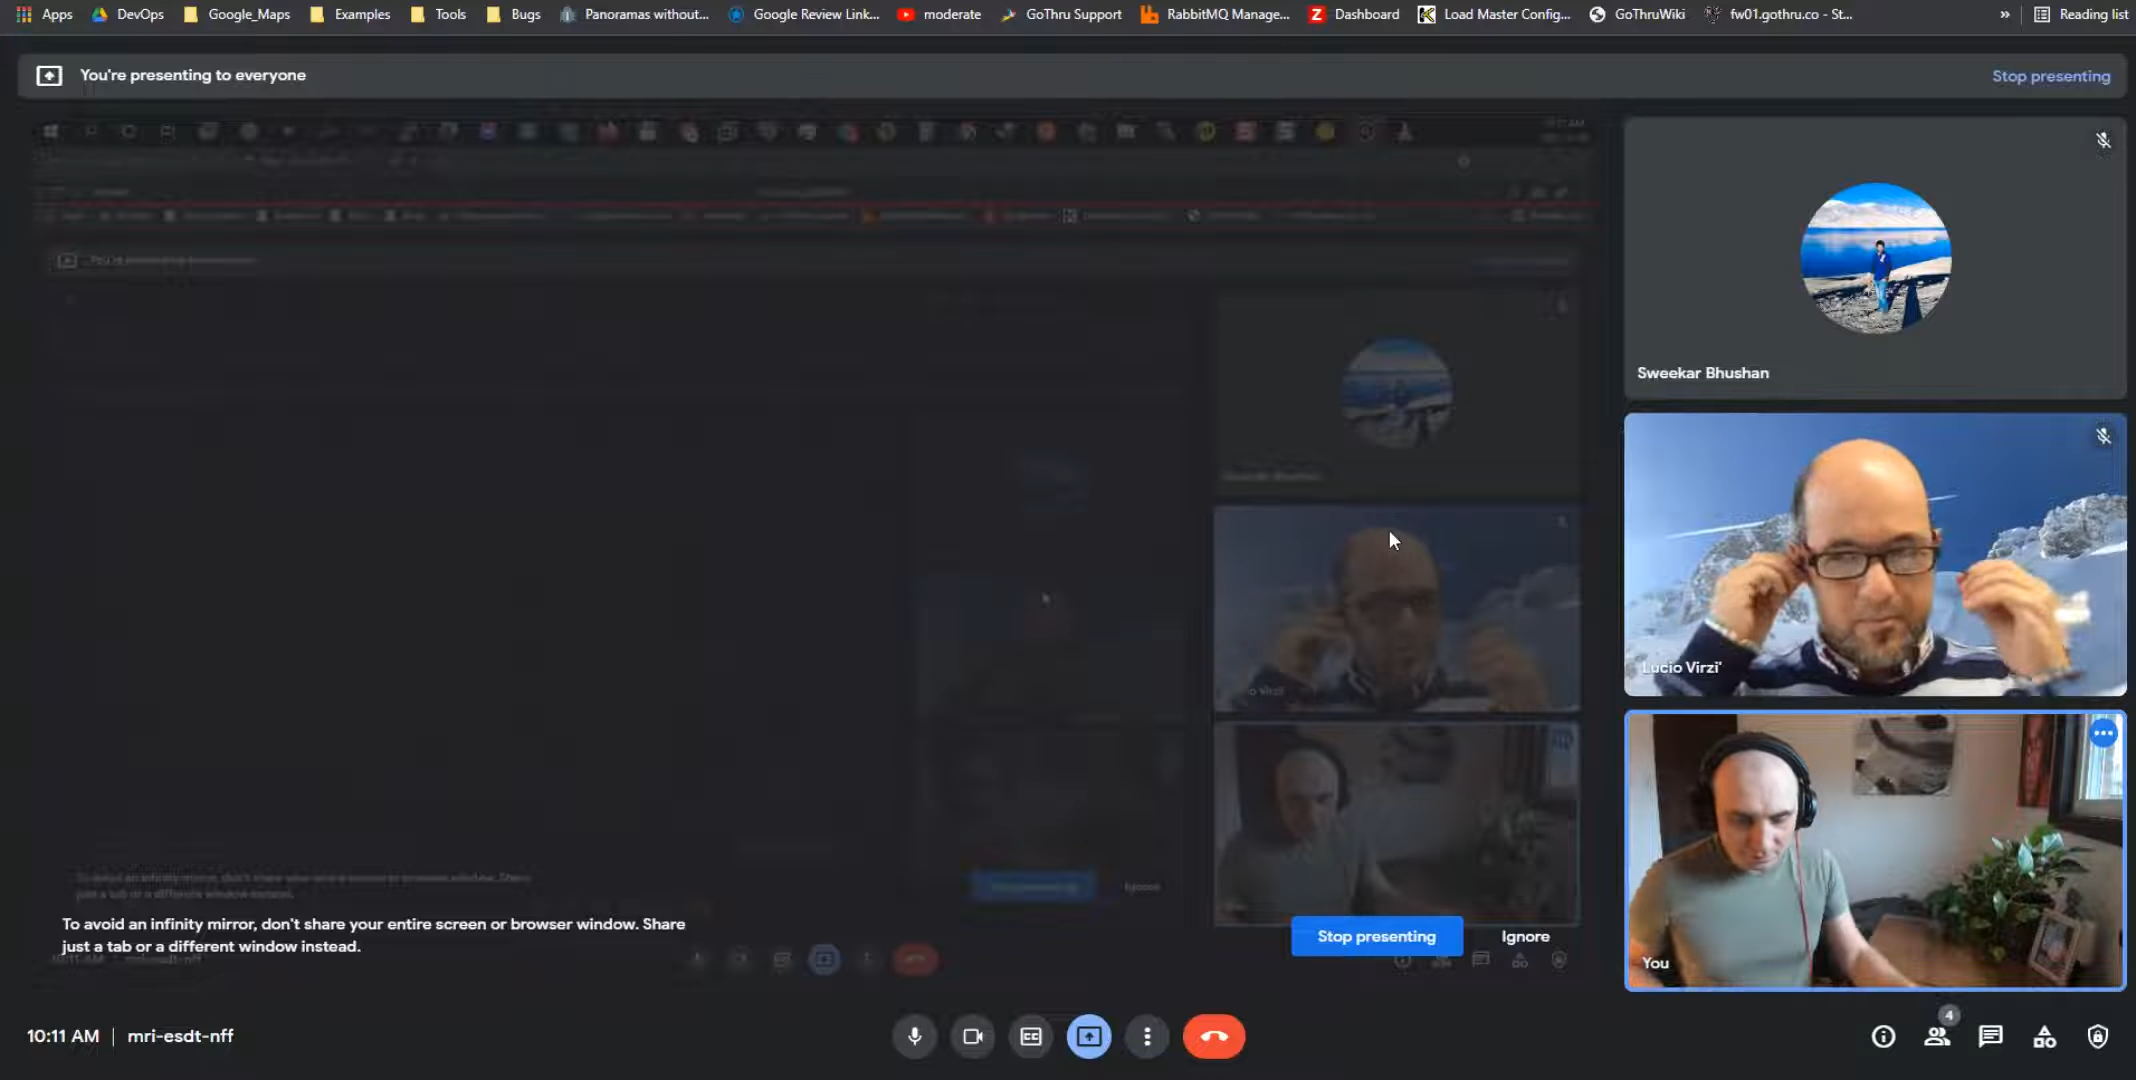 Apps DevOps Google_Maps Examples Tools Bugs Panoramas without... Google Review Link... moderate GoThru Support RabbitMQ Manage... Dashboard Load Master Config... GoThruWiki fw01.gothru.co - St... » Reading list
You're presenting to everyone
Stop presenting
Sweekar Bhushan
Lucio Virzi'
You
To avoid an infinity mirror, don't share your entire screen or browser window. Share
just a tab or a different window instead.
Stop presenting Ignore
10:11 AM | mri-esdt-nff
CC
4